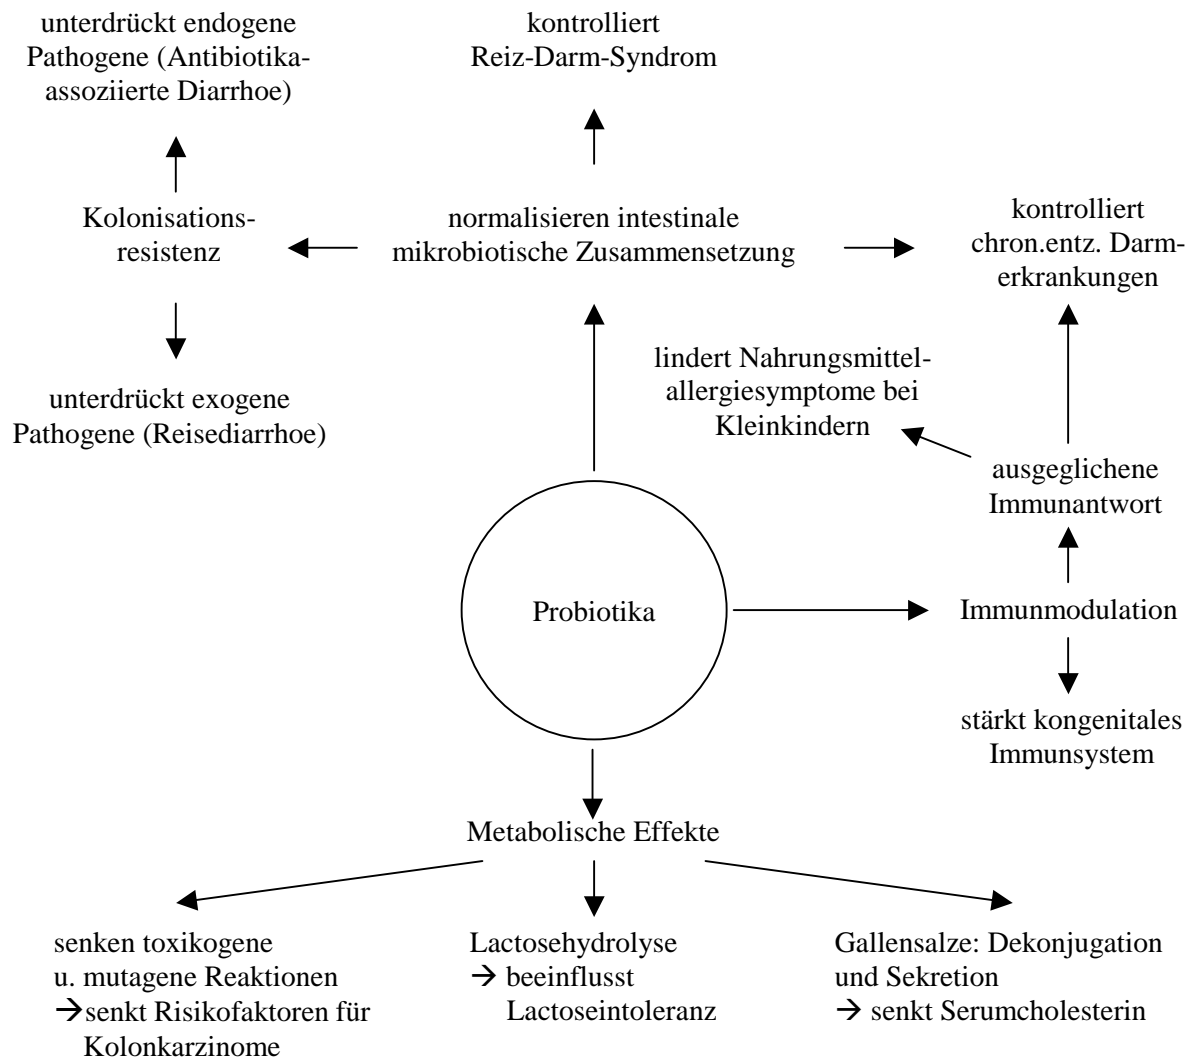 unterdrückt endogene
Pathogene (Antibiotika-
assoziierte Diarrhoe)
kontrolliert
Reiz-Darm-Syndrom
Kolonisations-
resistenz
normalisieren intestinale
mikrobiotische Zusammensetzung
kontrolliert
chron.entz. Darm-
erkrankungen
unterdrückt exogene
Pathogene (Reisediarrhoe)
lindert Nahrungsmittel-
allergiesymptome bei
Kleinkindern
ausgeglichene
Immunantwort
Probiotika
Immunmodulation
stärkt kongenitales
Immunsystem
Metabolische Effekte
senken toxikogene
u. mutagene Reaktionen
→senkt Risikofaktoren für
Kolonkarzinome
Lactosehydrolyse
→ beeinflusst
Lactoseintoleranz
Gallensalze: Dekonjugation
und Sekretion
→ senkt Serumcholesterin